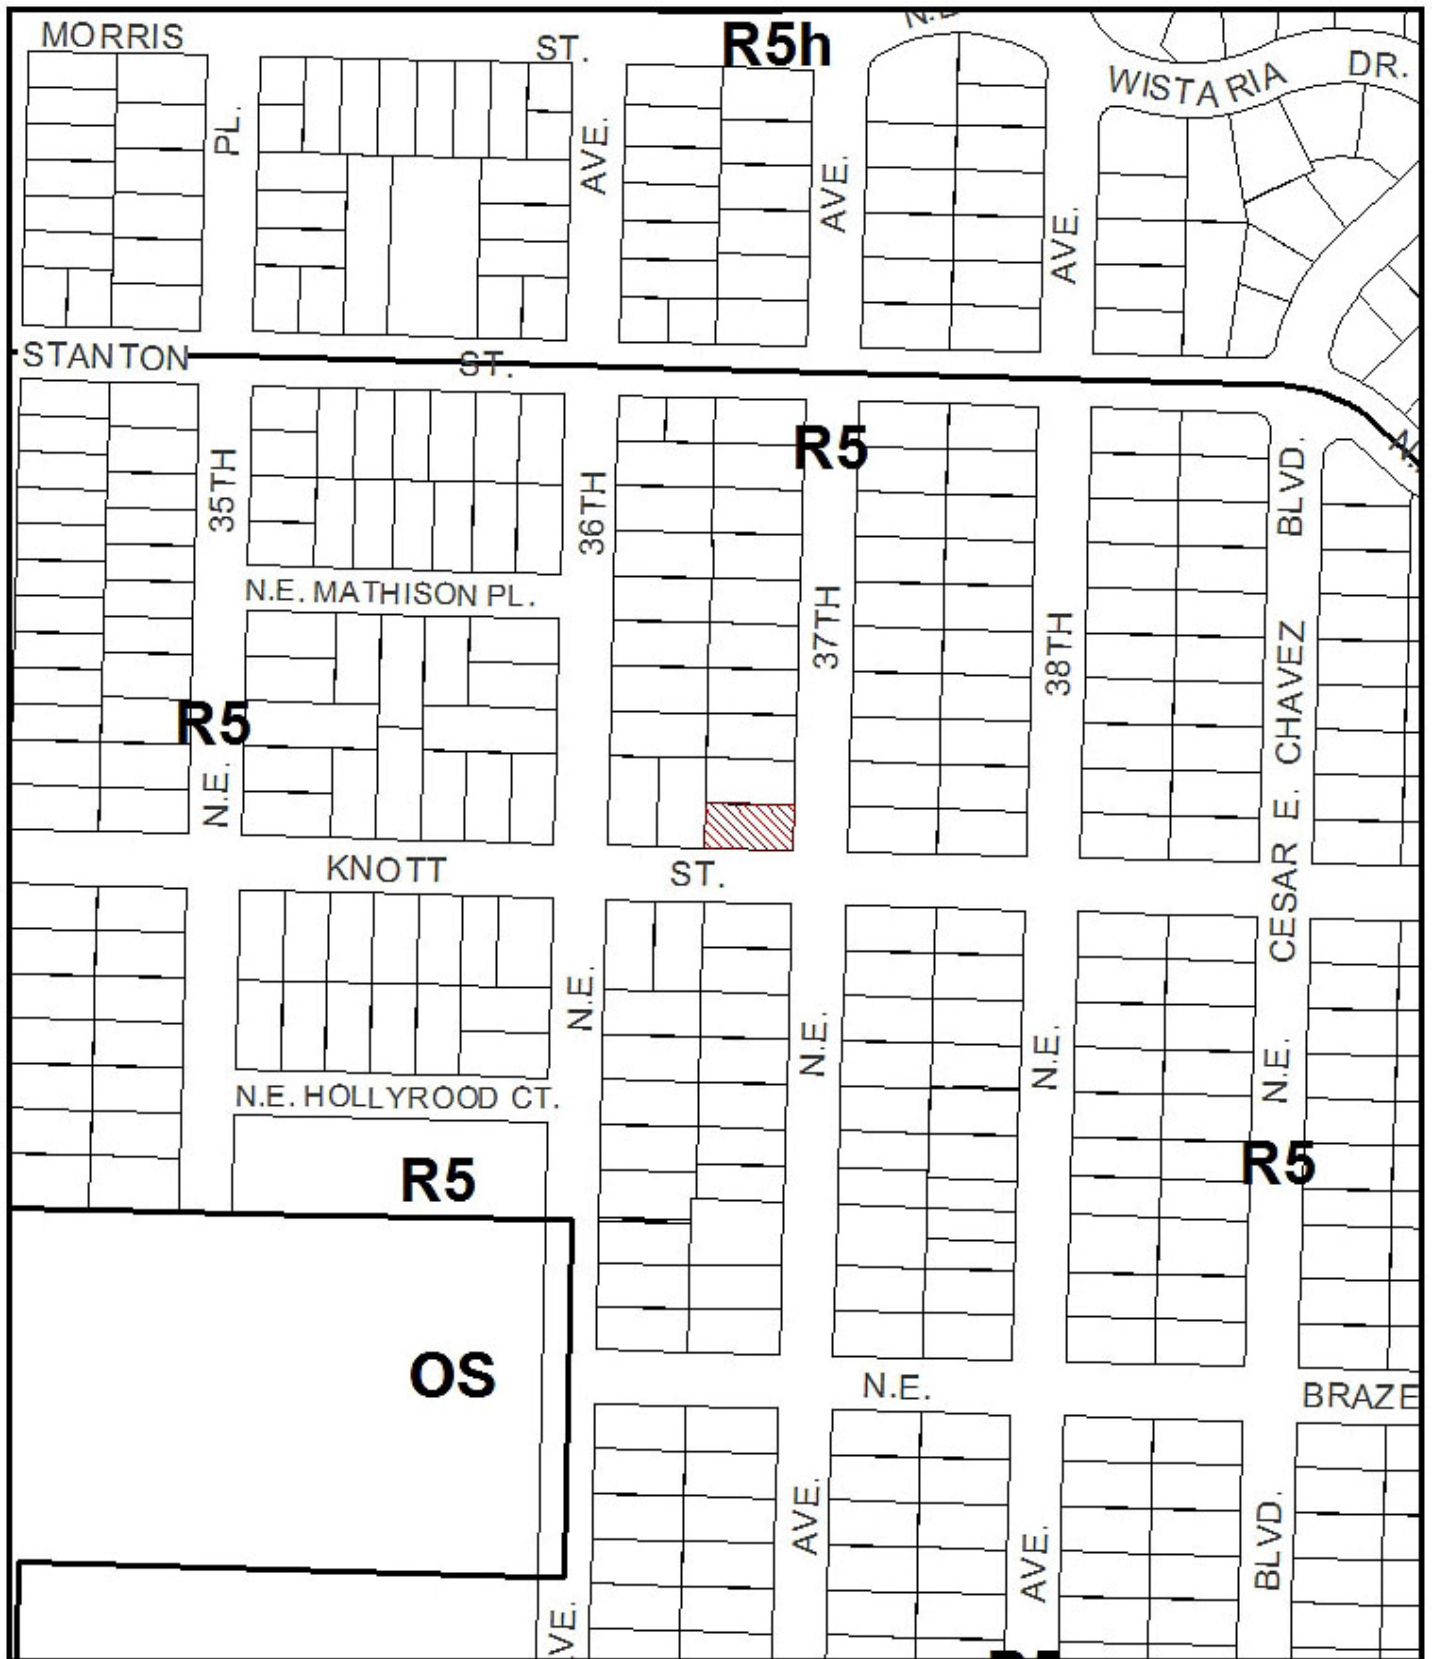 MORRIS
ST.
R5h
WISTARIA
DR.
PL.
AVE.
AVE.
AVE.
STANTON
ST.
R5
35TH
36TH
BLVD.
N.E. MATHISON PL.
37TH
38TH
CHAVEZ
R5
N.E.
E.
KNOTT
ST.
CESAR
N.E.
N.E.
N.E.
N.E.
N.E. HOLLYROOD CT.
R5
R5
OS
N.E.
BRAZE
AVE.
AVE.
BLVD.
VE.